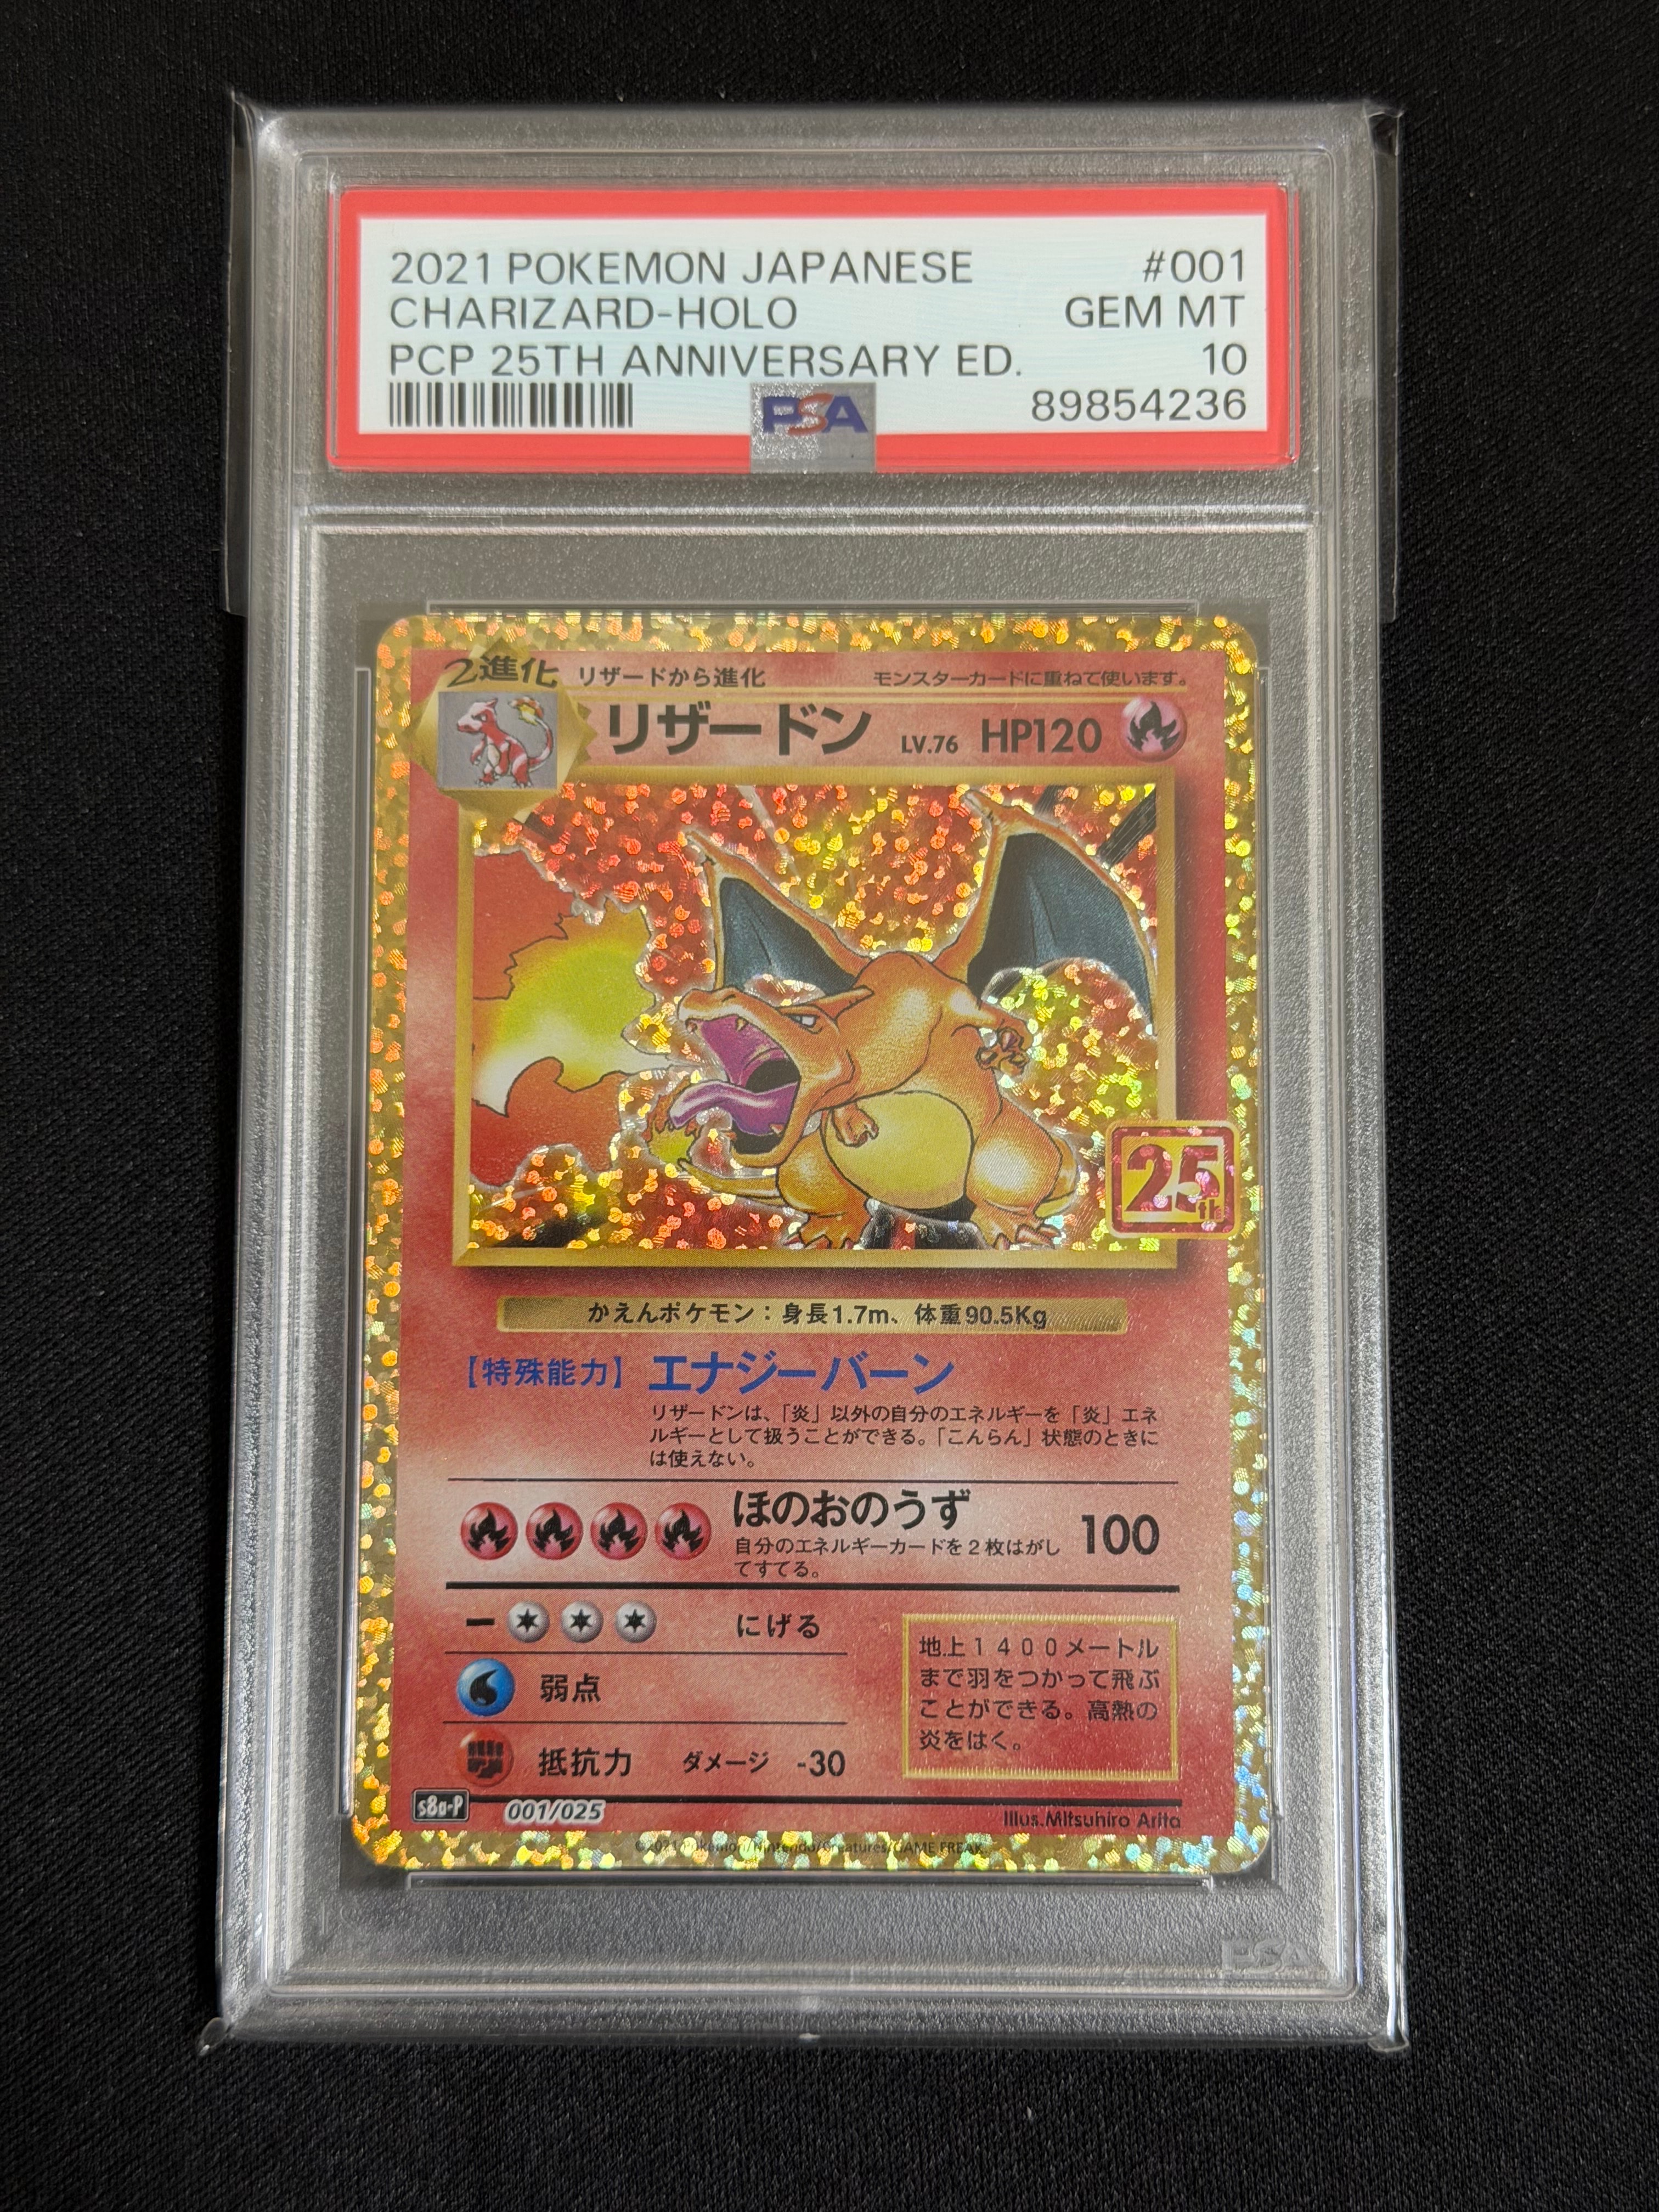 2021 POKEMON JAPANESE #001
CHARIZARD-HOLO GEM MT
PCP 25TH ANNIVERSARY ED. 10
PSA 89854236
2進化 リザードから進化 モンスターカードに重ねて使います。
リザードン LV.76 HP120
25th
かえんポケモン：身長1.7m、体重90.5Kg
【特殊能力】エナジーバーン
リザードンは、「炎」以外の自分のエネルギーを「炎」エネ
ルギーとして扱うことができる。「こんらん」状態のときに
は使えない。
ほのおのうず 100
自分のエネルギーカードを2枚はがし
てすてる。
ー にげる
弱点
抵抗力 ダメージ -30
地上１４００メートル
まで羽をつかって飛ぶ
ことができる。高熱の
炎をはく。
s8a-P 001/025 Illus.Mitsuhiro Arita
©2021 Pokémon/Nintendo/Creatures/GAME FREAK
PSA